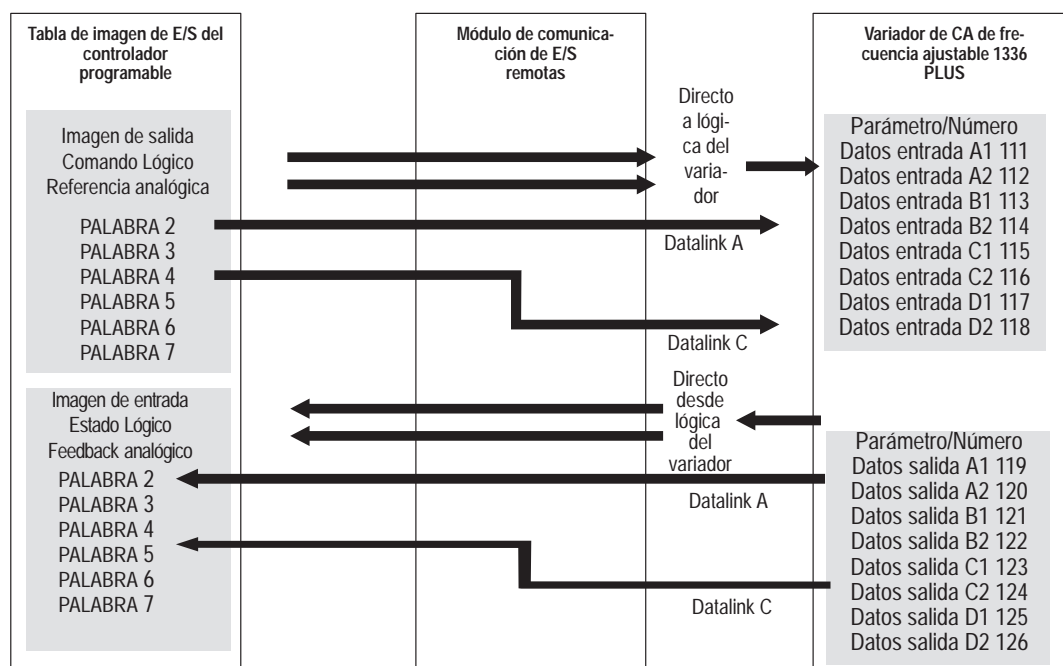 Tabla de imagen de E/S del
controlador
programable
Módulo de comunica-
ción de E/S
remotas
Variador de CA de fre-
cuencia ajustable 1336
PLUS
Imagen de salida
Comando Lógico
Referencia analógica
PALABRA 2
PALABRA 3
PALABRA 4
PALABRA 5
PALABRA 6
PALABRA 7
Directo
a lógi-
ca del
varia-
dor
Datalink A
Datalink C
Parámetro/Número
Datos entrada A1 111
Datos entrada A2 112
Datos entrada B1 113
Datos entrada B2 114
Datos entrada C1 115
Datos entrada C2 116
Datos entrada D1 117
Datos entrada D2 118
Imagen de entrada
Estado Lógico
Feedback analógico
PALABRA 2
PALABRA 3
PALABRA 4
PALABRA 5
PALABRA 6
PALABRA 7
Directo
desde
lógica
del
variador
Datalink A
Datalink C
Parámetro/Número
Datos salida A1 119
Datos salida A2 120
Datos salida B1 121
Datos salida B2 122
Datos salida C1 123
Datos salida C2 124
Datos salida D1 125
Datos salida D2 126